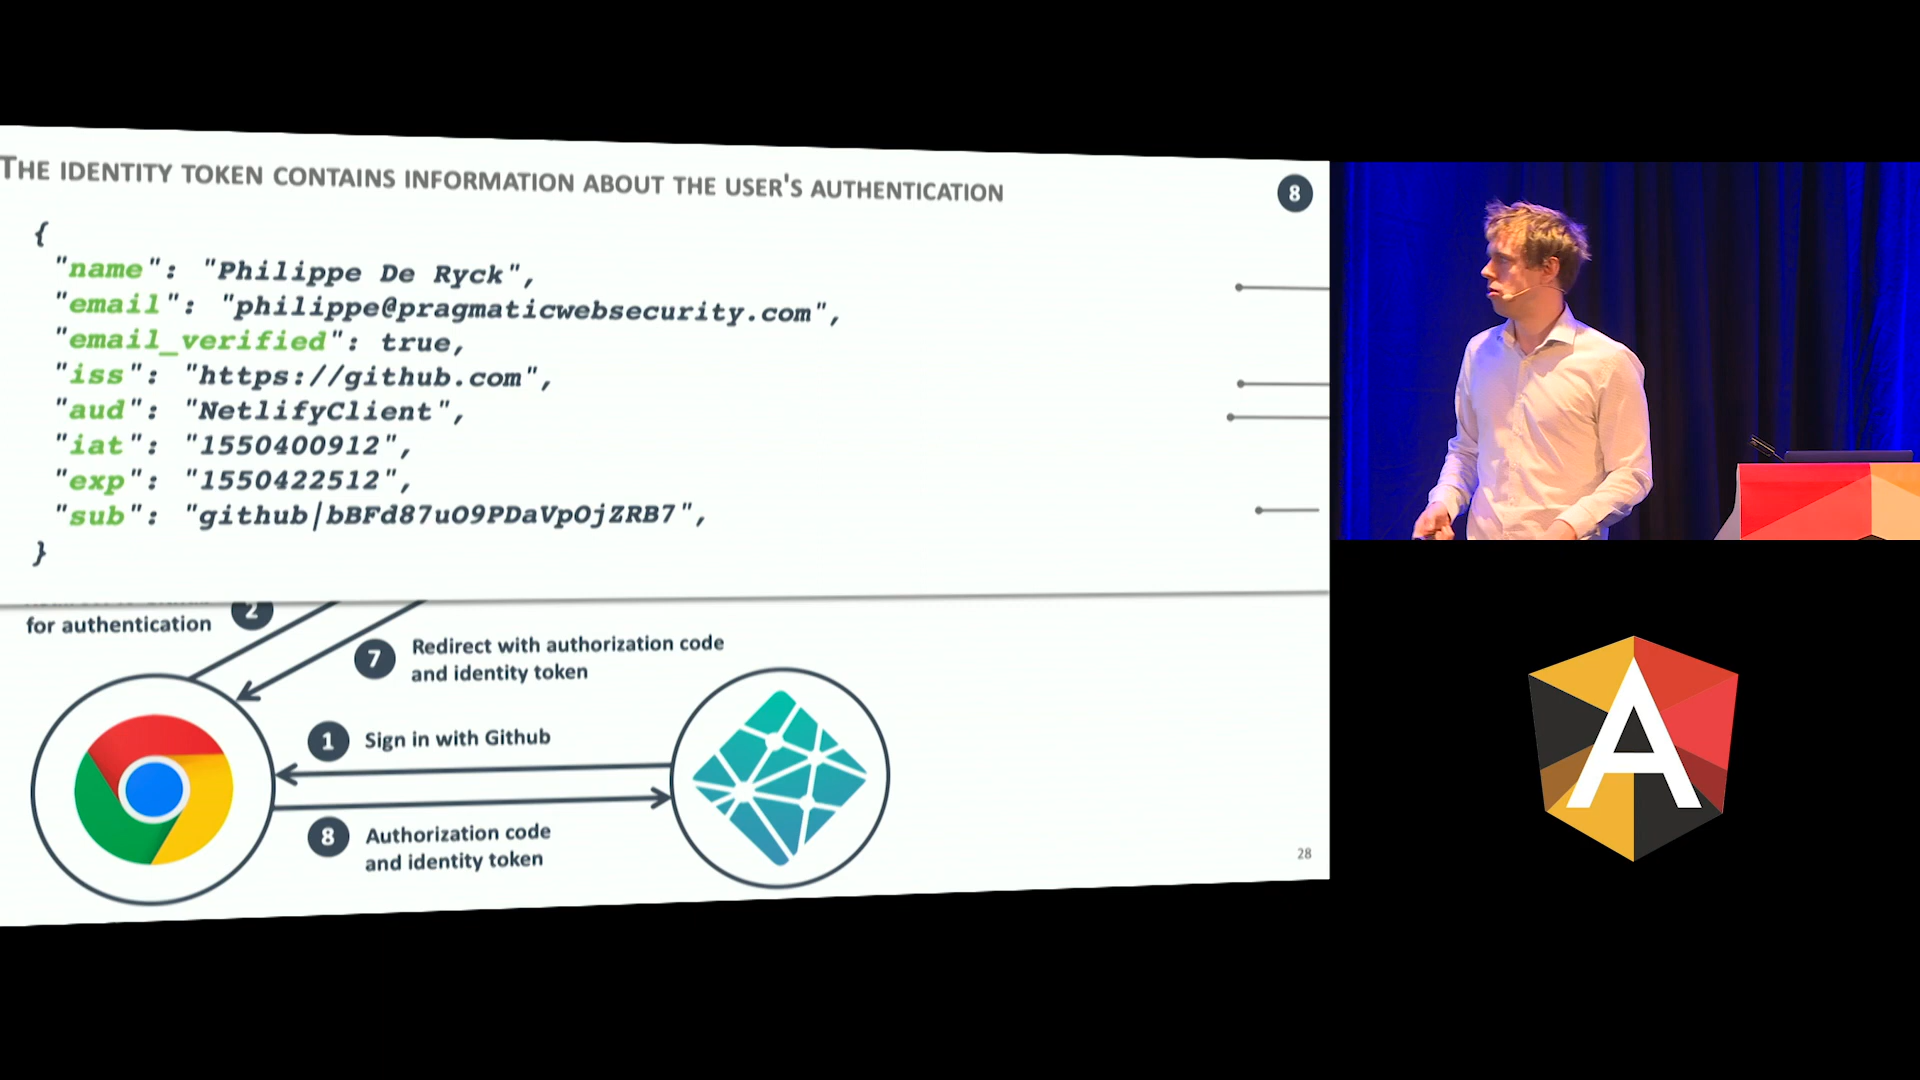 THE IDENTITY TOKEN CONTAINS INFORMATION ABOUT THE USER'S AUTHENTICATION
8
{
"name": "Philippe De Ryck",
"email": "philippe@pragmaticwebsecurity.com",
"email_verified": true,
"iss": "https://github.com",
"aud": "NetlifyClient",
"iat": "1550400912",
"exp": "1550422512",
"sub": "github|bBFd87uO9PDaVpOjZRB7",
}
for authentication
2
7
Redirect with authorization code
and identity token
1
Sign in with Github
8
Authorization code
and identity token
28
A